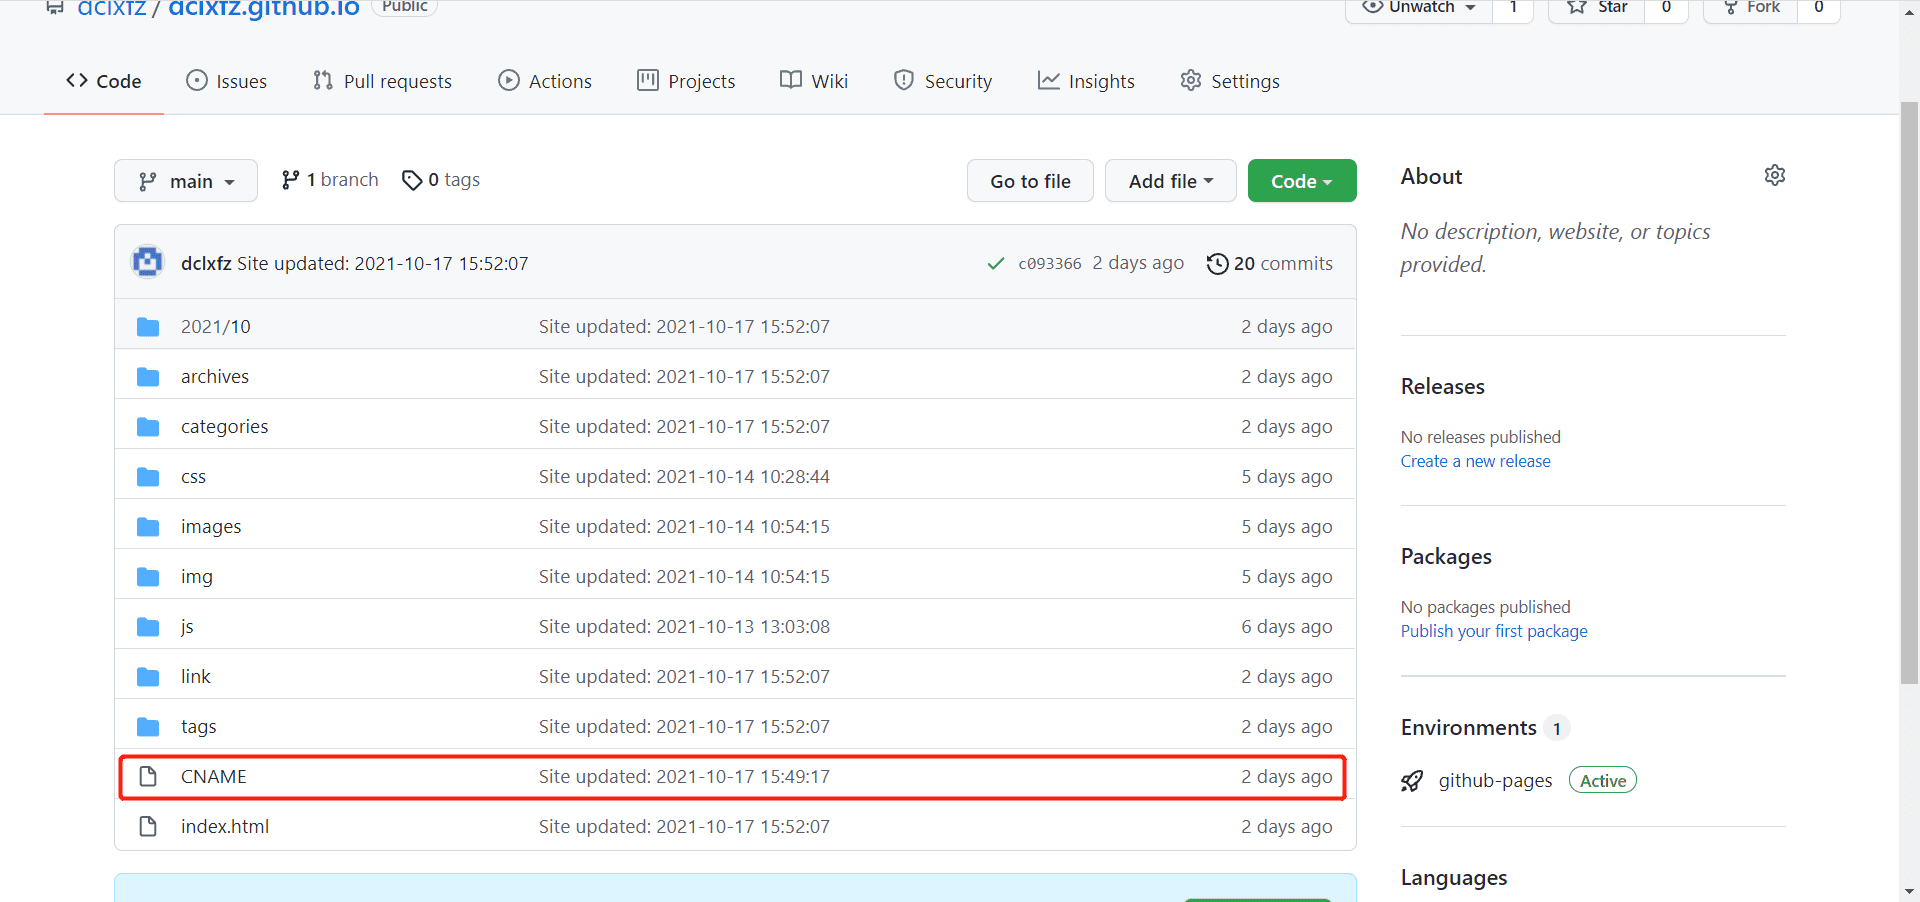 dclxfz / dclxfz.github.io Public
Unwatch 1 Star 0 Fork 0
Code Issues Pull requests Actions Projects Wiki Security Insights Settings
main 1 branch 0 tags Go to file Add file Code
dclxfz Site updated: 2021-10-17 15:52:07 c093366 2 days ago 20 commits
2021/10 Site updated: 2021-10-17 15:52:07 2 days ago
archives Site updated: 2021-10-17 15:52:07 2 days ago
categories Site updated: 2021-10-17 15:52:07 2 days ago
css Site updated: 2021-10-14 10:28:44 5 days ago
images Site updated: 2021-10-14 10:54:15 5 days ago
img Site updated: 2021-10-14 10:54:15 5 days ago
js Site updated: 2021-10-13 13:03:08 6 days ago
link Site updated: 2021-10-17 15:52:07 2 days ago
tags Site updated: 2021-10-17 15:52:07 2 days ago
CNAME Site updated: 2021-10-17 15:49:17 2 days ago
index.html Site updated: 2021-10-17 15:52:07 2 days ago
About
No description, website, or topics
provided.
Releases
No releases published
Create a new release
Packages
No packages published
Publish your first package
Environments 1
github-pages Active
Languages